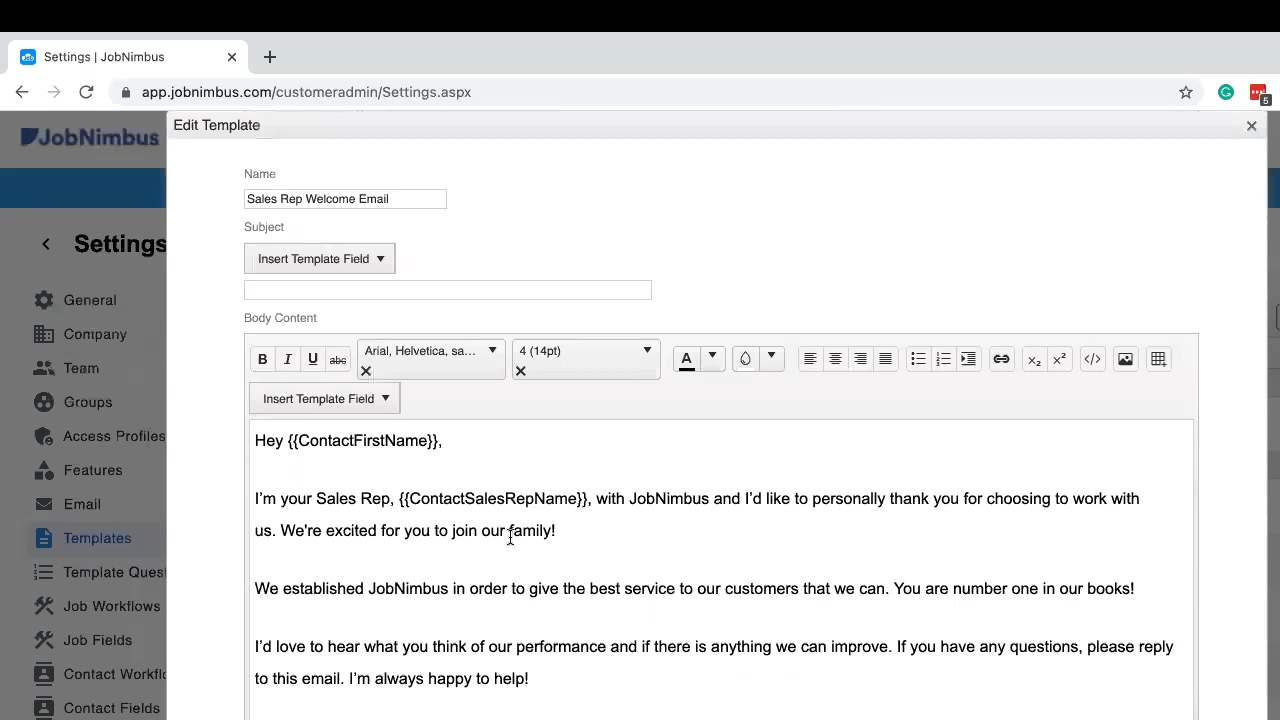 Settings | JobNimbus
app.jobnimbus.com/customeradmin/Settings.aspx
5
JobNimbus
Edit Template
Settings
General
Company
Team
Groups
Access Profiles
Features
Email
Templates
Template Ques
Job Workflows
Job Fields
Contact Workfl
Contact Fields
Name
Sales Rep Welcome Email
Subject
Insert Template Field
Body Content
B I U abc Arial, Helvetica, sa... 4 (14pt) A
Insert Template Field
Hey {{ContactFirstName}},
I'm your Sales Rep, {{ContactSalesRepName}}, with JobNimbus and I'd like to personally thank you for choosing to work with
us. We're excited for you to join our family!
We established JobNimbus in order to give the best service to our customers that we can. You are number one in our books!
I'd love to hear what you think of our performance and if there is anything we can improve. If you have any questions, please reply
to this email. I'm always happy to help!